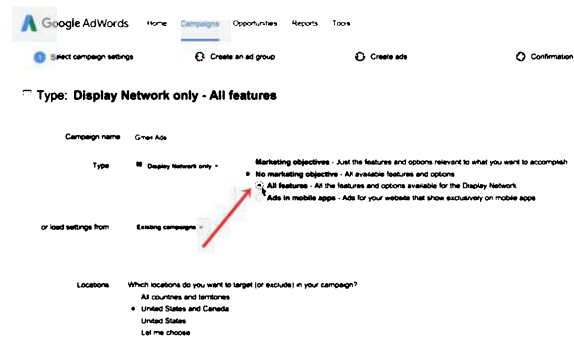 Google AdWords Home Campaigns Opportunities Reports Tools
1 Select campaign settings 2 Create an ad group 3 Create ads 4 Confirmation
Type: Display Network only - All features
Campaign name Gmail Ads
Type Display Network only Marketing objectives - Just the features and options relevant to what you want to accomplish
No marketing objective - All available features and options
All features - All the features and options available for the Display Network
Ads in mobile apps - Ads for your website that show exclusively on mobile apps
or load settings from Existing campaigns
Locations Which locations do you want to target (or exclude) in your campaign?
All countries and territories
United States and Canada
United States
Let me choose